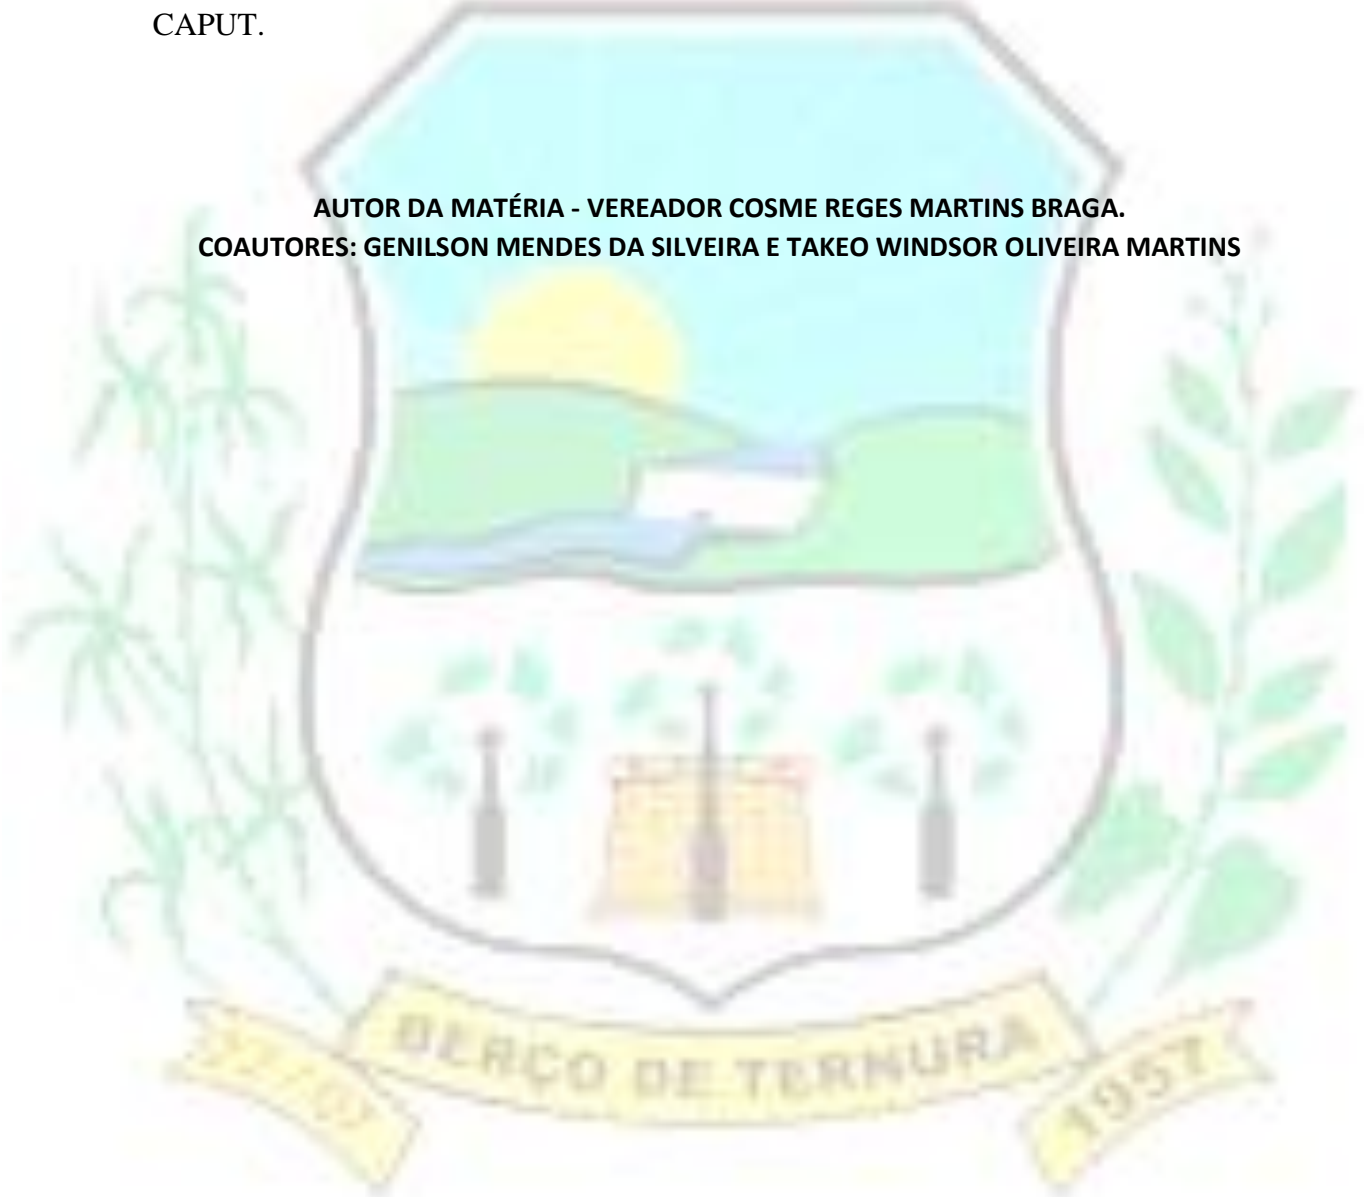 CAPUT.
AUTOR DA MATÉRIA - VEREADOR COSME REGES MARTINS BRAGA.
COAUTORES: GENILSON MENDES DA SILVEIRA E TAKEO WINDSOR OLIVEIRA MARTINS
BERÇO DE TERNURA
1957